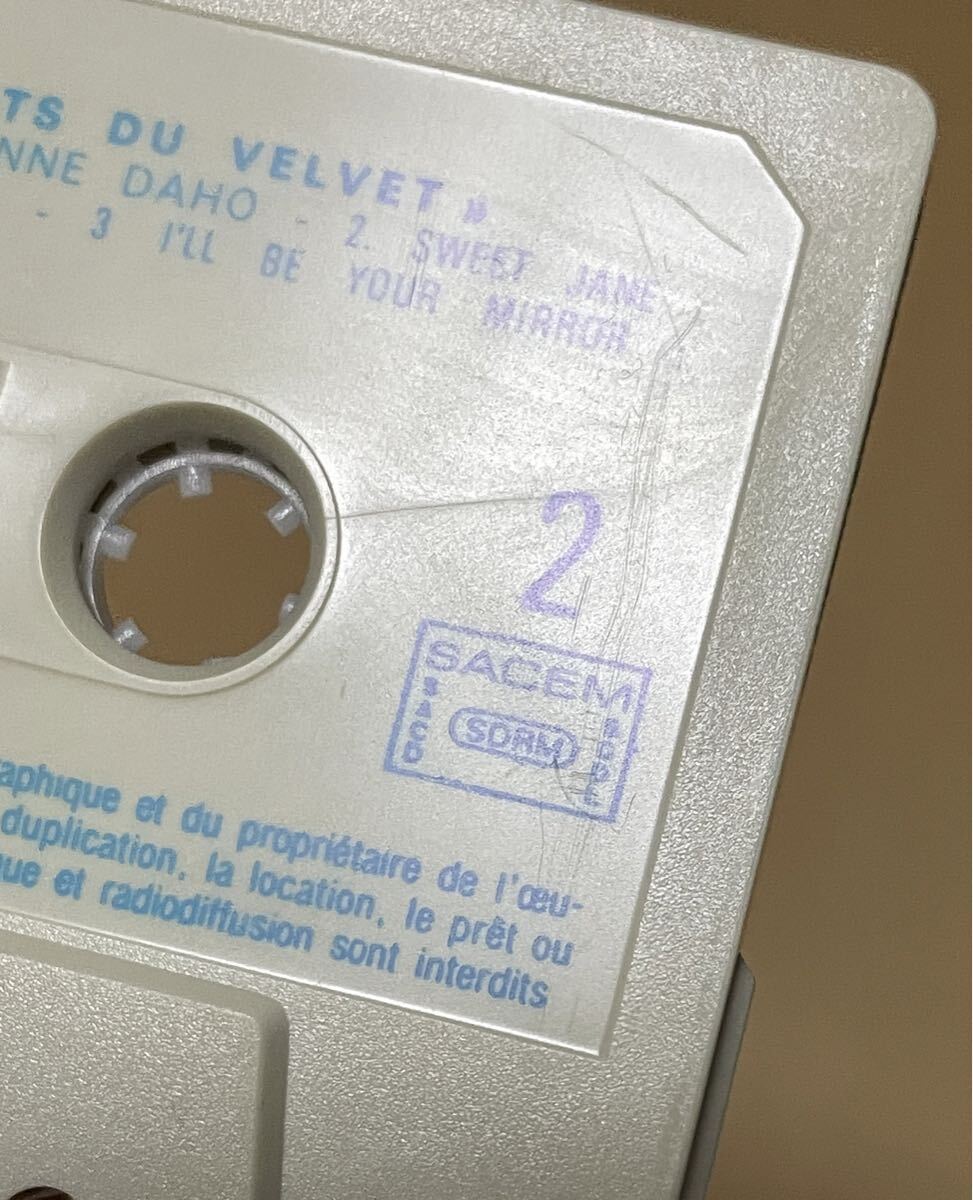 TS DU VELVET »
NNE DAHO - 2. SWEET JANE
- 3 I'LL BE YOUR MIRROR
2
SACEM
SACD
SDRM
SGDL
aphique et du propriétaire de l'œu-
duplication, la location, le prêt ou
ue et radiodiffusion sont interdits